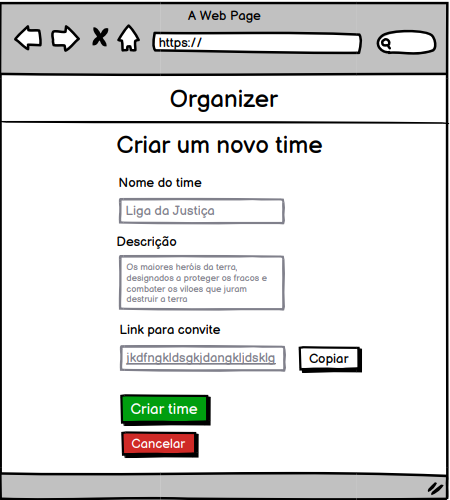 A Web Page
https://
Organizer
Criar um novo time
Nome do time
Liga da Justiça
Descrição
Os maiores heróis da terra,
designados a proteger os fracos e
combater os viloes que juram
destruir a terra
Link para convite
jkdfngkldsgkjdangkljdsklg
Copiar
Criar time
Cancelar